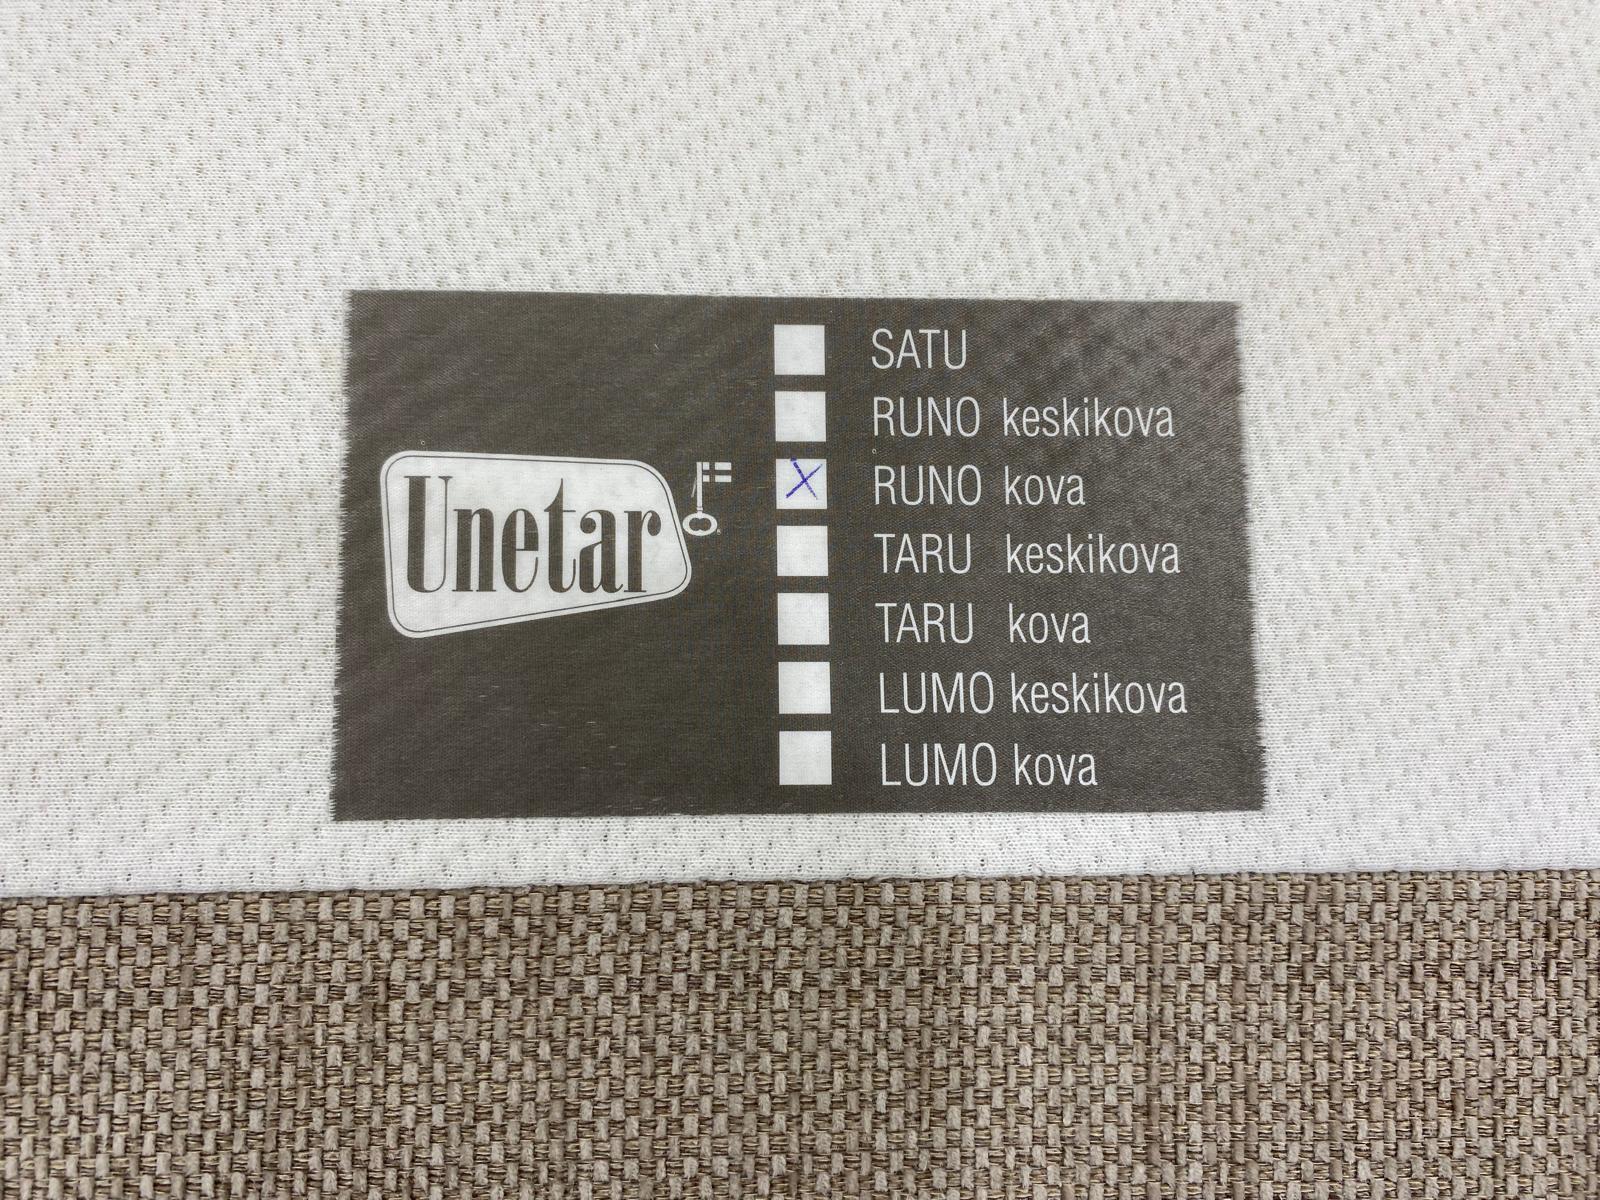 Unetar
SATU
RUNO keskikova
RUNO kova
TARU keskikova
TARU kova
LUMO keskikova
LUMO kova